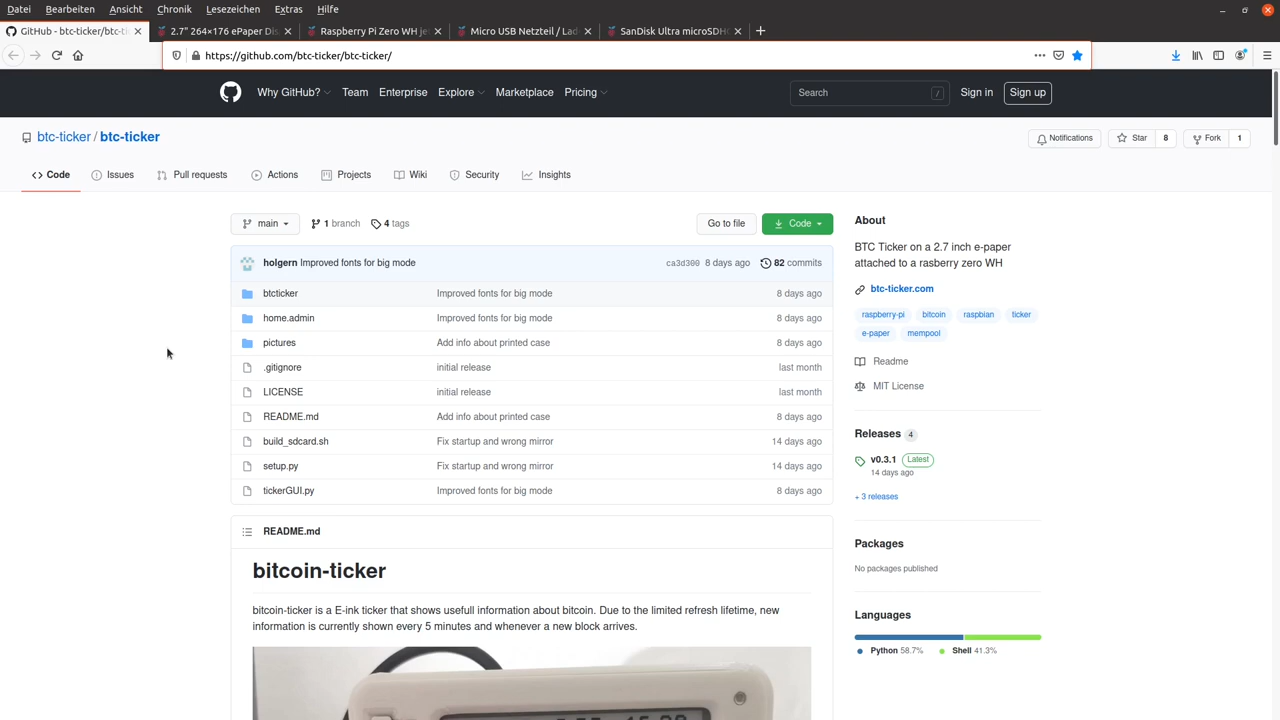 Datei Bearbeiten Ansicht Chronik Lesezeichen Extras Hilfe
GitHub - btc-ticker/btc-ti
2.7" 264×176 ePaper Dis
Raspberry Pi Zero WH je
Micro USB Netzteil / Lad
SanDisk Ultra microSDH
https://github.com/btc-ticker/btc-ticker/
Why GitHub? Team Enterprise Explore Marketplace Pricing Search / Sign in Sign up
btc-ticker / btc-ticker Notifications Star 8 Fork 1
Code Issues Pull requests Actions Projects Wiki Security Insights
main 1 branch 4 tags Go to file Code
holgern Improved fonts for big mode ca3d300 8 days ago 82 commits
btcticker Improved fonts for big mode 8 days ago
home.admin Improved fonts for big mode 8 days ago
pictures Add info about printed case 8 days ago
.gitignore initial release last month
LICENSE initial release last month
README.md Add info about printed case 8 days ago
build_sdcard.sh Fix startup and wrong mirror 14 days ago
setup.py Fix startup and wrong mirror 14 days ago
tickerGUI.py Improved fonts for big mode 8 days ago
README.md
bitcoin-ticker
bitcoin-ticker is a E-ink ticker that shows usefull information about bitcoin. Due to the limited refresh lifetime, new
information is currently shown every 5 minutes and whenever a new block arrives.
About
BTC Ticker on a 2.7 inch e-paper
attached to a rasberry zero WH
btc-ticker.com
raspberry-pi bitcoin raspbian ticker
e-paper mempool
Readme
MIT License
Releases 4
v0.3.1 Latest
14 days ago
+ 3 releases
Packages
No packages published
Languages
Python 58.7% Shell 41.3%